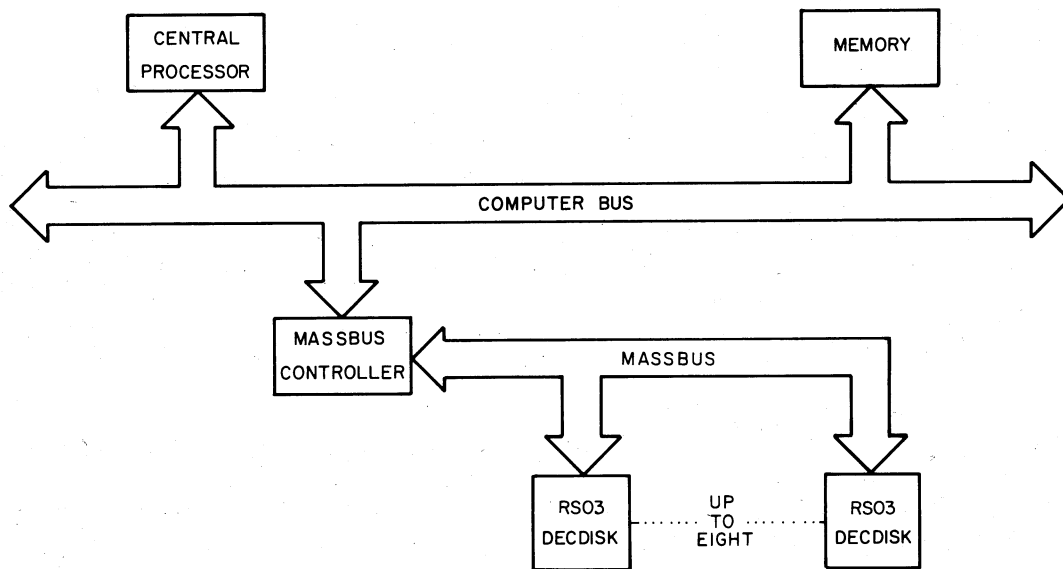 CENTRAL
PROCESSOR
MEMORY
COMPUTER BUS
MASSBUS
CONTROLLER
MASSBUS
RS03
DECDISK
UP
TO
EIGHT
RS03
DECDISK